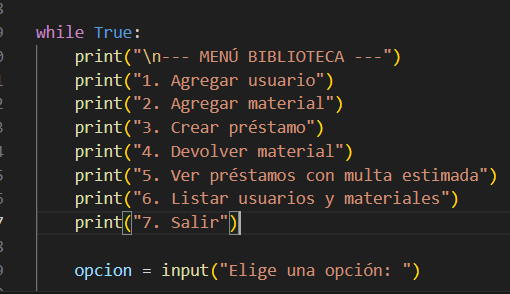 while True:
    print("\n--- MENÚ BIBLIOTECA ---")
    print("1. Agregar usuario")
    print("2. Agregar material")
    print("3. Crear préstamo")
    print("4. Devolver material")
    print("5. Ver préstamos con multa estimada")
    print("6. Listar usuarios y materiales")
    print("7. Salir")
    opcion = input("Elige una opción: ")